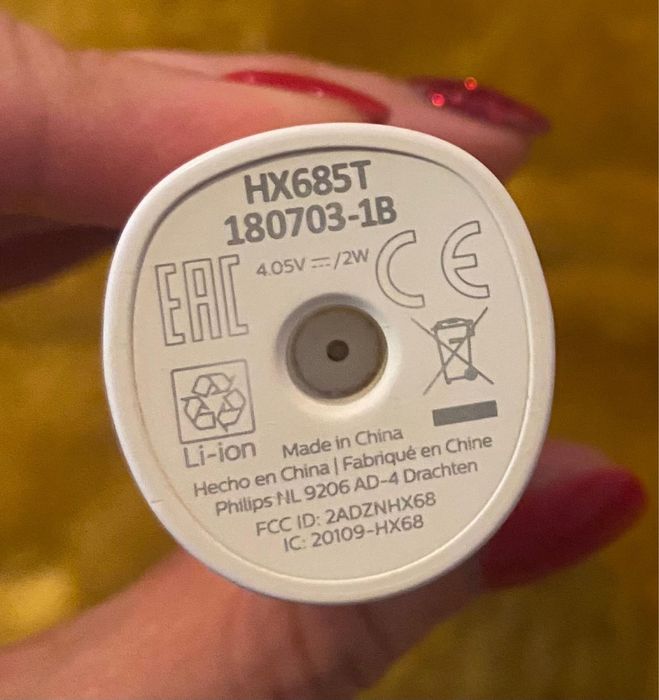 HX685T
180703-1B
4.05V ⎓/2W
EAC
CE
Li-ion
Made in China
Hecho en China | Fabriqué en Chine
Philips NL 9206 AD-4 Drachten
FCC ID: 2ADZNHX68
IC: 20109-HX68